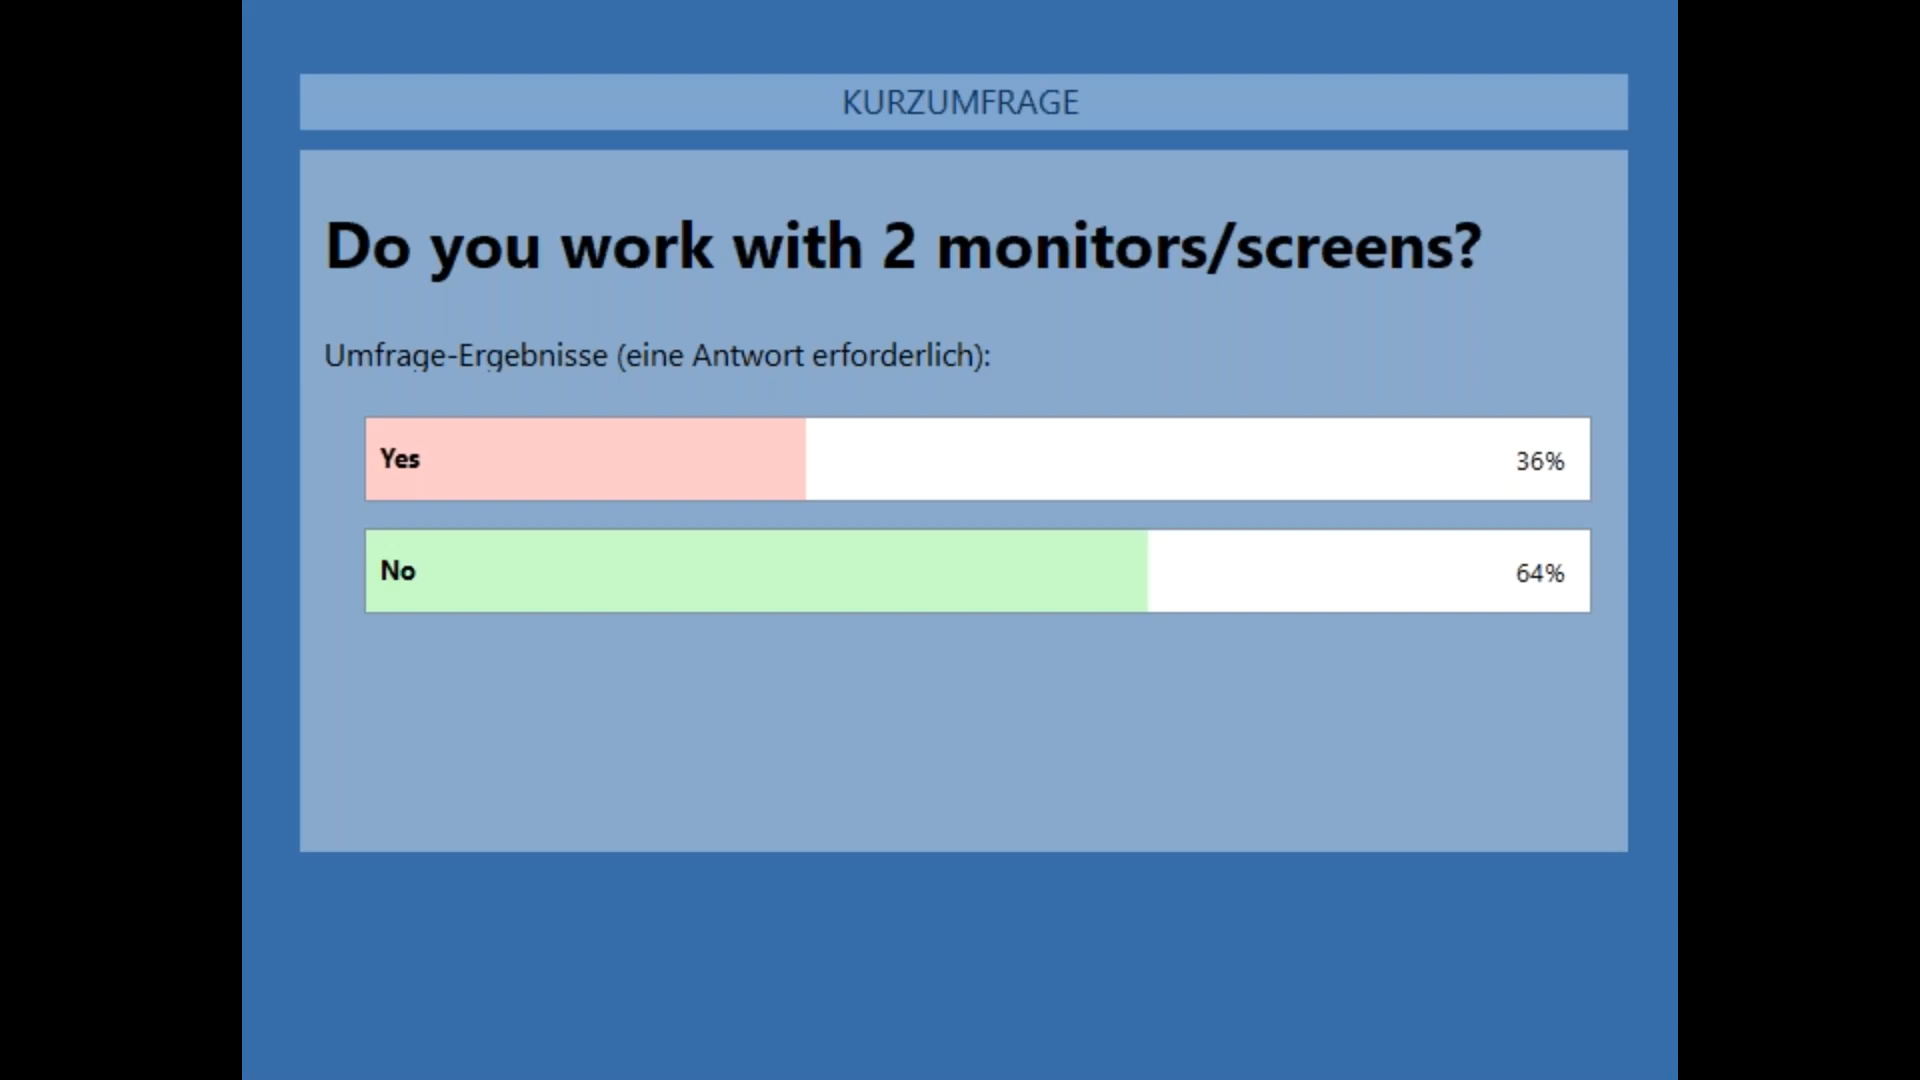 KURZUMFRAGE
Do you work with 2 monitors/screens?
Umfrage-Ergebnisse (eine Antwort erforderlich):
Yes 36%
No 64%